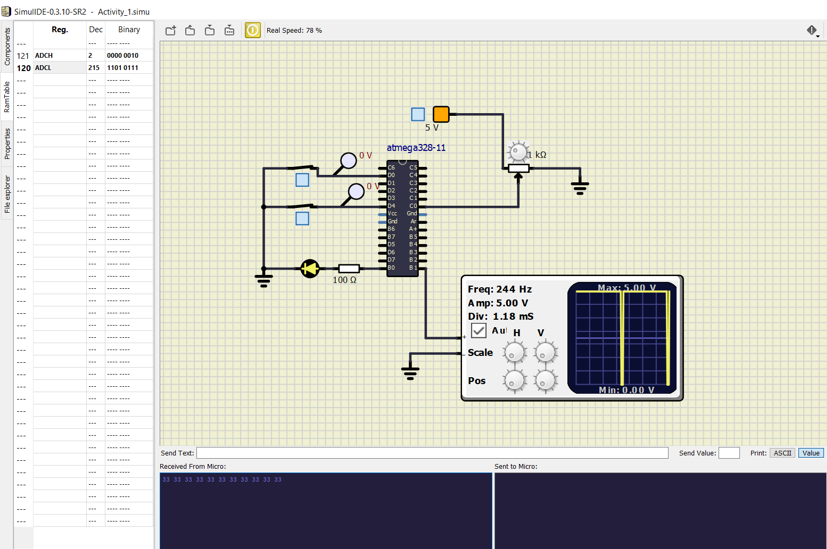 SimulIDE-0.3.10-SR2 - Activity_1.simu
Components
RamTable
Properties
File explorer
Reg. Dec Binary
--- --- ---- ----
121 ADCH 2 0000 0010
120 ADCL 215 1101 0111
Real Speed: 78 %
5 V
atmega328-11
1 kΩ
0 V
0 V
C6 C5
D0 C4
D1 C3
D2 C2
D3 C1
D4 C0
Vcc Gnd
Gnd Ar
B6 A+
B7 B5
D5 B4
D6 B3
D7 B2
B0 B1
100 Ω
Freq: 244 Hz
Amp: 5.00 V
Div: 1.18 mS
Au H V
Scale
Pos
+
-
Max: 5.00 V
Min: 0.00 V
Send Text: Send Value: Print: ASCII Value
Received From Micro: Sent to Micro:
33 33 33 33 33 33 33 33 33 33 33